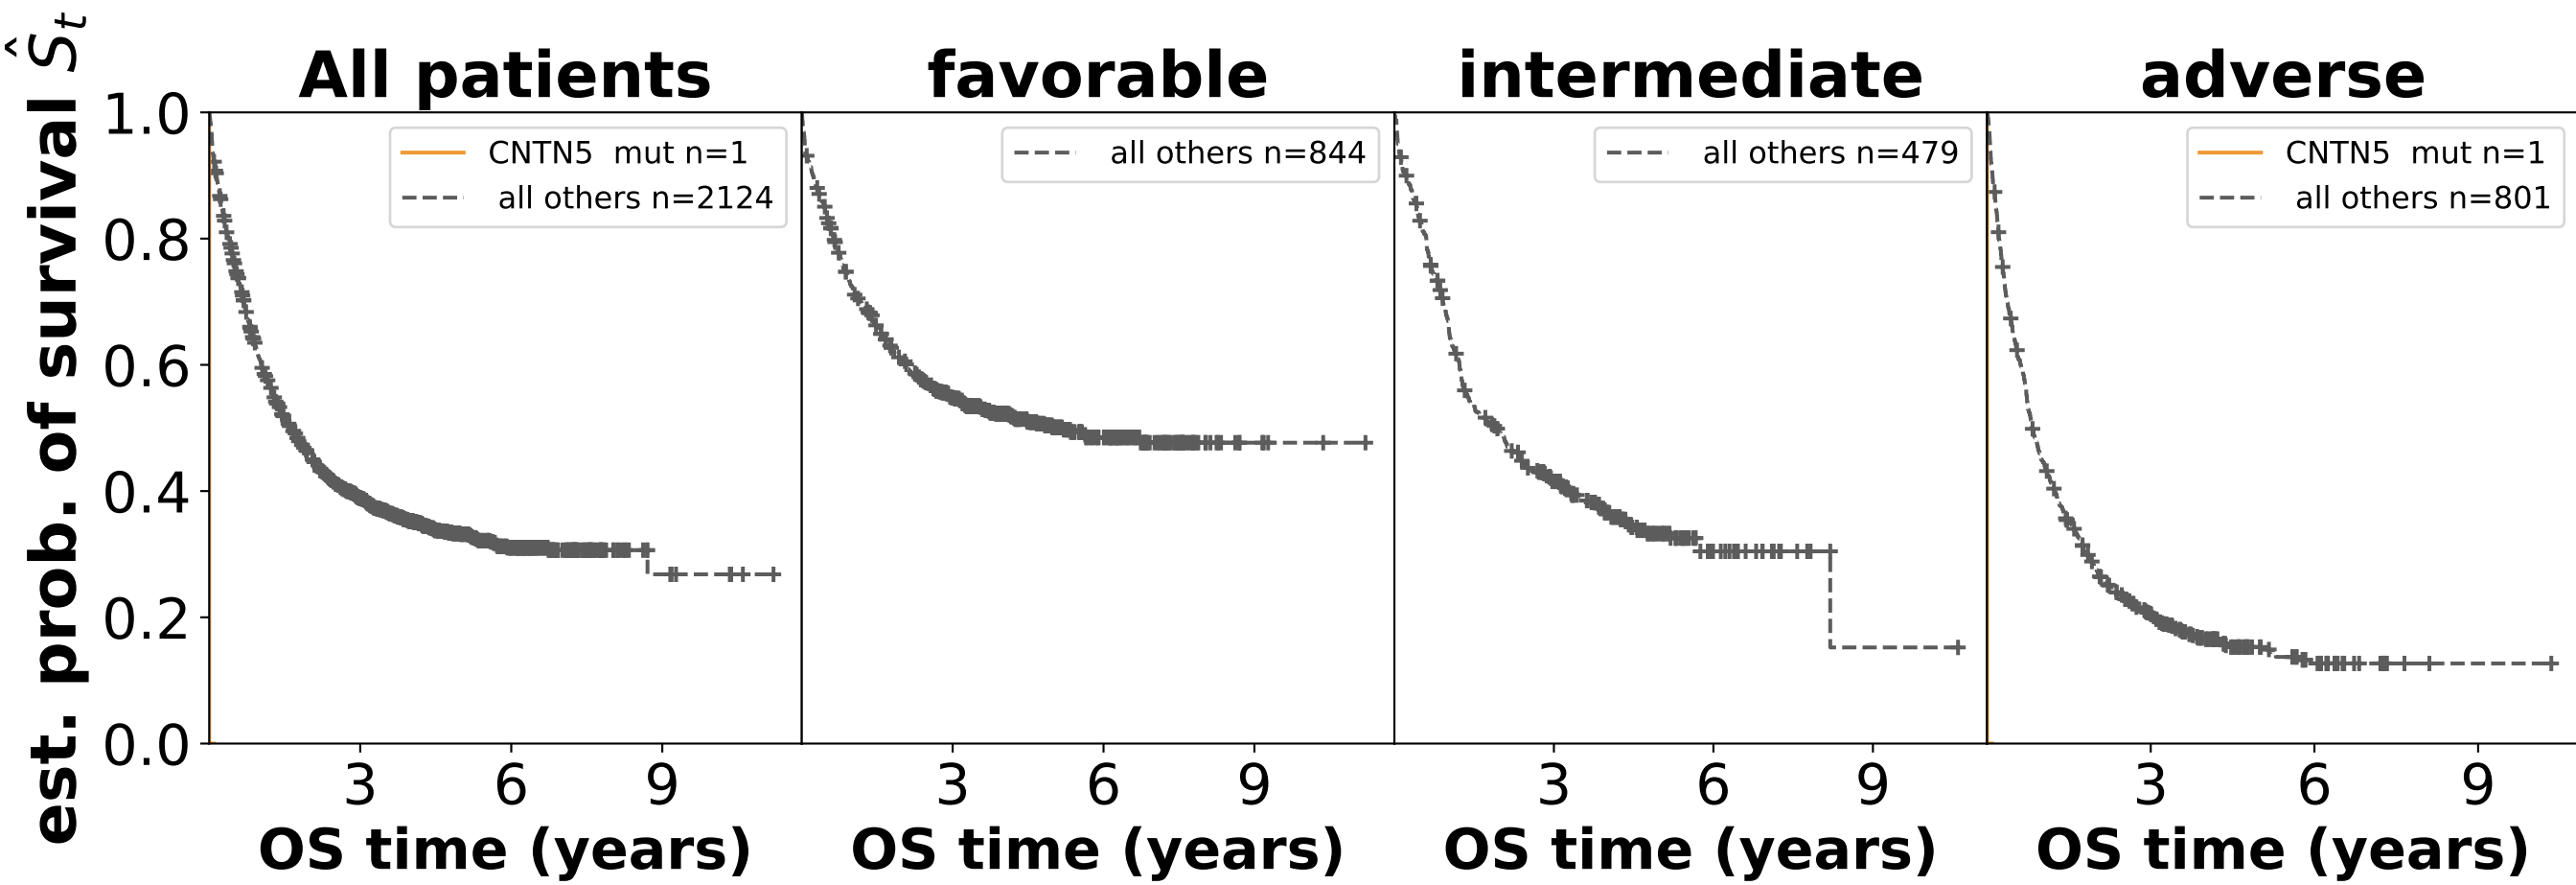 est. prob. of survival Ŝt
All patients
favorable
intermediate
adverse
1.0
0.8
0.6
0.4
0.2
0.0
CNTN5 mut n=1
all others n=2124
all others n=844
all others n=479
CNTN5 mut n=1
all others n=801
3 6 9
3 6 9
3 6 9
3 6 9
OS time (years)
OS time (years)
OS time (years)
OS time (years)